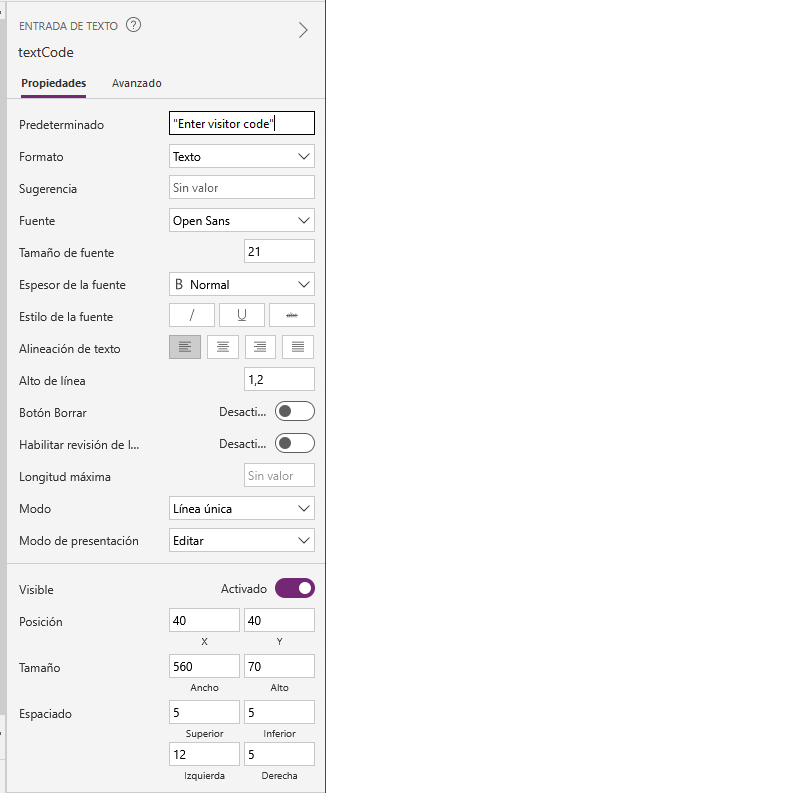 ENTRADA DE TEXTO ?
textCode
Propiedades Avanzado
Predeterminado "Enter visitor code"
Formato Texto
Sugerencia Sin valor
Fuente Open Sans
Tamaño de fuente 21
Espesor de la fuente B Normal
Estilo de la fuente / U abc
Alineación de texto
Alto de línea 1,2
Botón Borrar Desacti...
Habilitar revisión de l... Desacti...
Longitud máxima Sin valor
Modo Línea única
Modo de presentación Editar
Visible Activado
Posición 40 40
X Y
Tamaño 560 70
Ancho Alto
Espaciado 5 5
Superior Inferior
12 5
Izquierda Derecha